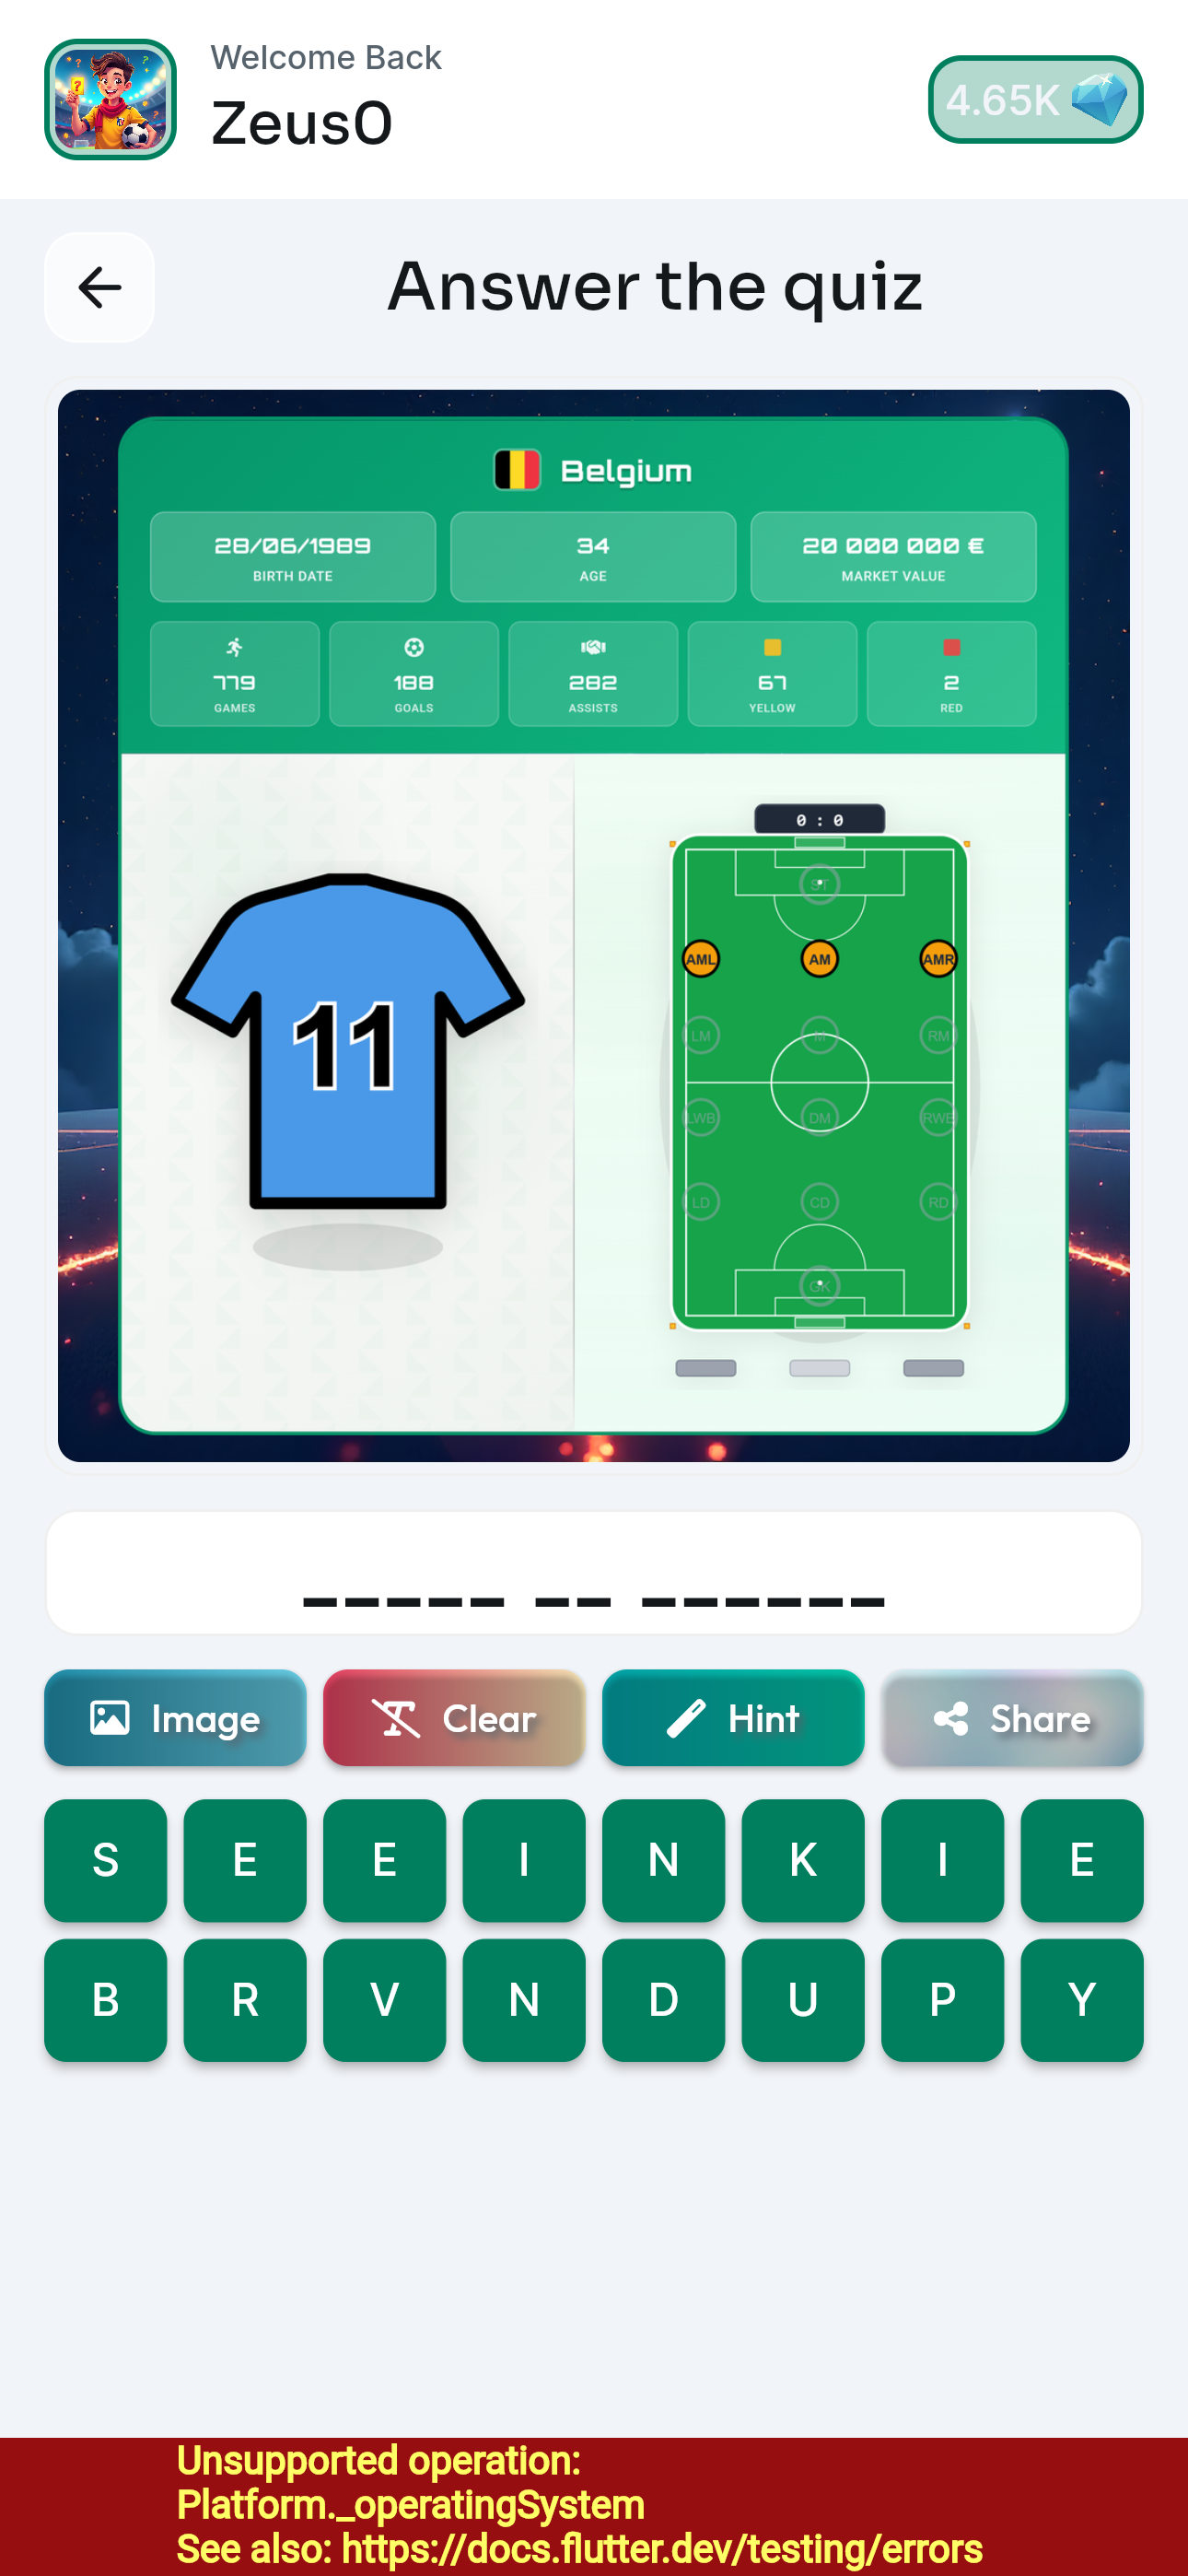 Welcome Back
Zeus0
4.65K
Answer the quiz
Belgium
28/06/1989
BIRTH DATE
34
AGE
20 000 000 €
MARKET VALUE
779
GAMES
188
GOALS
282
ASSISTS
67
YELLOW
2
RED
11
0 : 0
ST
AML AM AMR
LM M RM
LWB DM RWB
LD CD RD
GK
_____ __ ______
Image Clear Hint Share
S E E I N K I E
B R V N D U P Y
Unsupported operation:
Platform._operatingSystem
See also: https://docs.flutter.dev/testing/errors